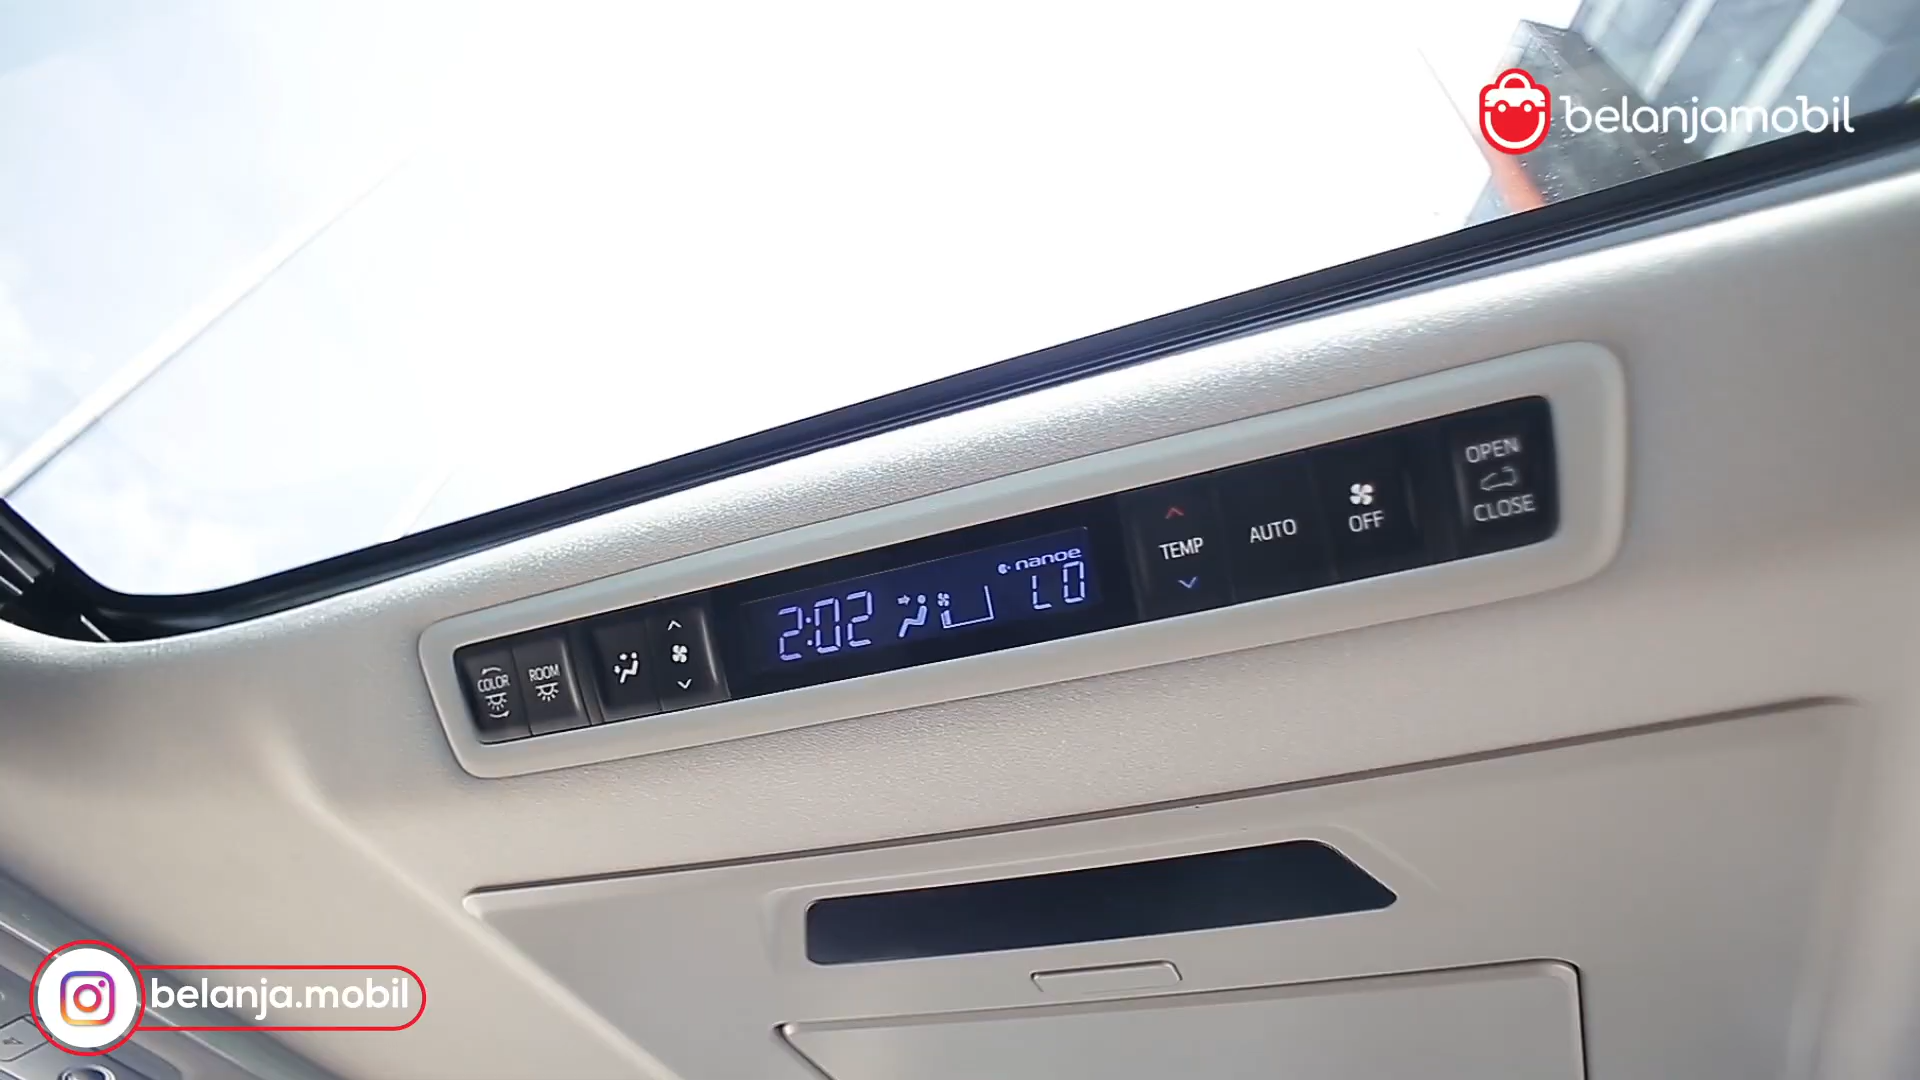 belanjamobil
OPEN
CLOSE
OFF
AUTO
TEMP
nanoe
LO
2:02
ROOM
COLOR
belanja.mobil